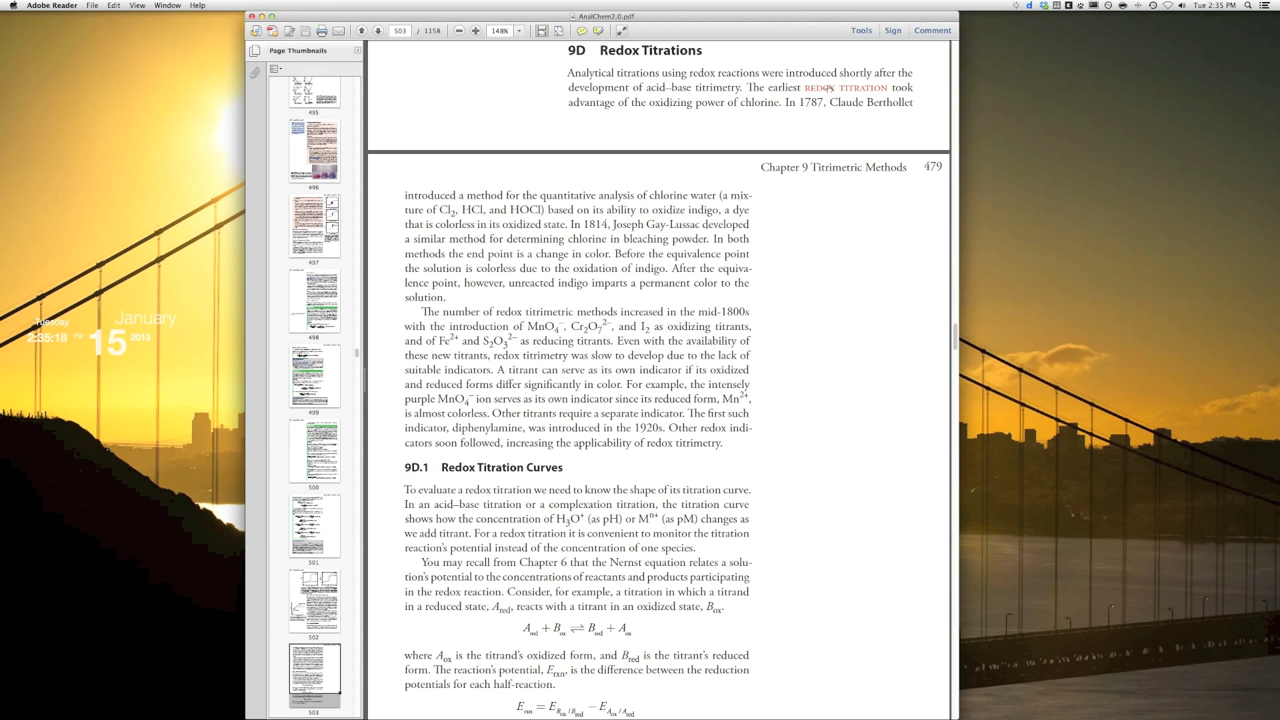 Adobe Reader File Edit View Window Help
Tue 2:35 PM
AnalChem2.0.pdf
503 / 1158
148%
Tools Sign Comment
Page Thumbnails
495
496
497
498
499
500
501
502
503
Tuesday
2:35:18 PM
January
15 2013
9D Redox Titrations
Analytical titrations using redox reactions were introduced shortly after the
development of acid–base titrimetry. The earliest REDOX TITRATION took
advantage of the oxidizing power of chlorine. In 1787, Claude Berthollet
Chapter 9 Titrimetric Methods 479
introduced a method for the quantitative analysis of chlorine water (a mix-
ture of Cl2, HCl, and HOCl) based on its ability to oxidize indigo, a dye
that is colorless in its oxidized state. In 1814, Joseph Gay-Lussac developed
a similar method for determining chlorine in bleaching powder. In both
methods the end point is a change in color. Before the equivalence point
the solution is colorless due to the oxidation of indigo. After the equiva-
lence point, however, unreacted indigo imparts a permanent color to the
solution.
The number of redox titrimetric methods increased in the mid-1800s
with the introduction of MnO4–, Cr2O72–, and I2 as oxidizing titrants,
and of Fe2+ and S2O32– as reducing titrants. Even with the availability of
these new titrants, redox titrimetry was slow to develop due to the lack of
suitable indicators. A titrant can serve as its own indicator if its oxidized
and reduced forms differ significantly in color. For example, the intensely
purple MnO4– ion serves as its own indicator since its reduced form, Mn2+,
is almost colorless. Other titrants require a separate indicator. The first such
indicator, diphenylamine, was introduced in the 1920s. Other redox indi-
cators soon followed, increasing the applicability of redox titrimetry.
9D.1 Redox Titration Curves
To evaluate a redox titration we need to know the shape of its titration curve.
In an acid–base titration or a complexation titration, the titration curve
shows how the concentration of H3O+ (as pH) or Mn+ (as pM) changes as
we add titrant. For a redox titration it is convenient to monitor the titration
reaction's potential instead of the concentration of one species.
You may recall from Chapter 6 that the Nernst equation relates a solu-
tion's potential to the concentrations of reactants and products participating
in the redox reaction. Consider, for example, a titration in which a titrand
in a reduced state, Ared, reacts with a titrant in an oxidized state, Box.
Ared + Box ⇌ Bred + Aox
where Aox is the titrand's oxidized form, and Bred is the titrant's reduced
form. The reaction's potential, Erxn, is the difference between the reduction
potentials for each half-reaction.
Erxn = EBox/Bred − EAox/Ared